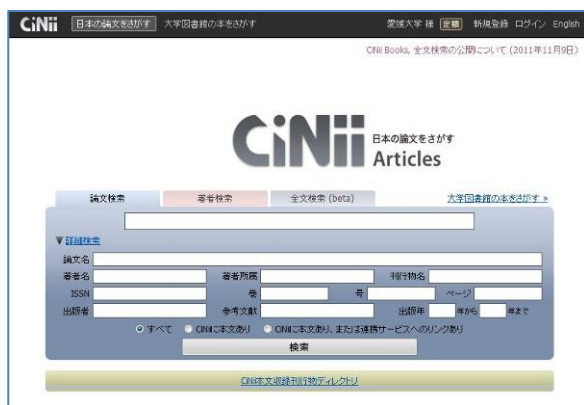 CiNii 日本の論文をさがす 大学図書館の本をさがす 愛媛大学 様 定額 新規登録 ログイン English
CiNii Books, 全文検索の公開について (2011年11月9日)
CiNii 日本の論文をさがす
Articles
論文検索 著者検索 全文検索 (beta) 大学図書館の本をさがす »
▼詳細検索
論文名
著者名 著者所属 刊行物名
ISSN 巻 号 ページ
出版者 参考文献 出版年 年から 年まで
すべて CiNiiに本文あり CiNiiに本文あり、または連携サービスへのリンクあり
検索
CiNii本文収録刊行物ディレクトリ